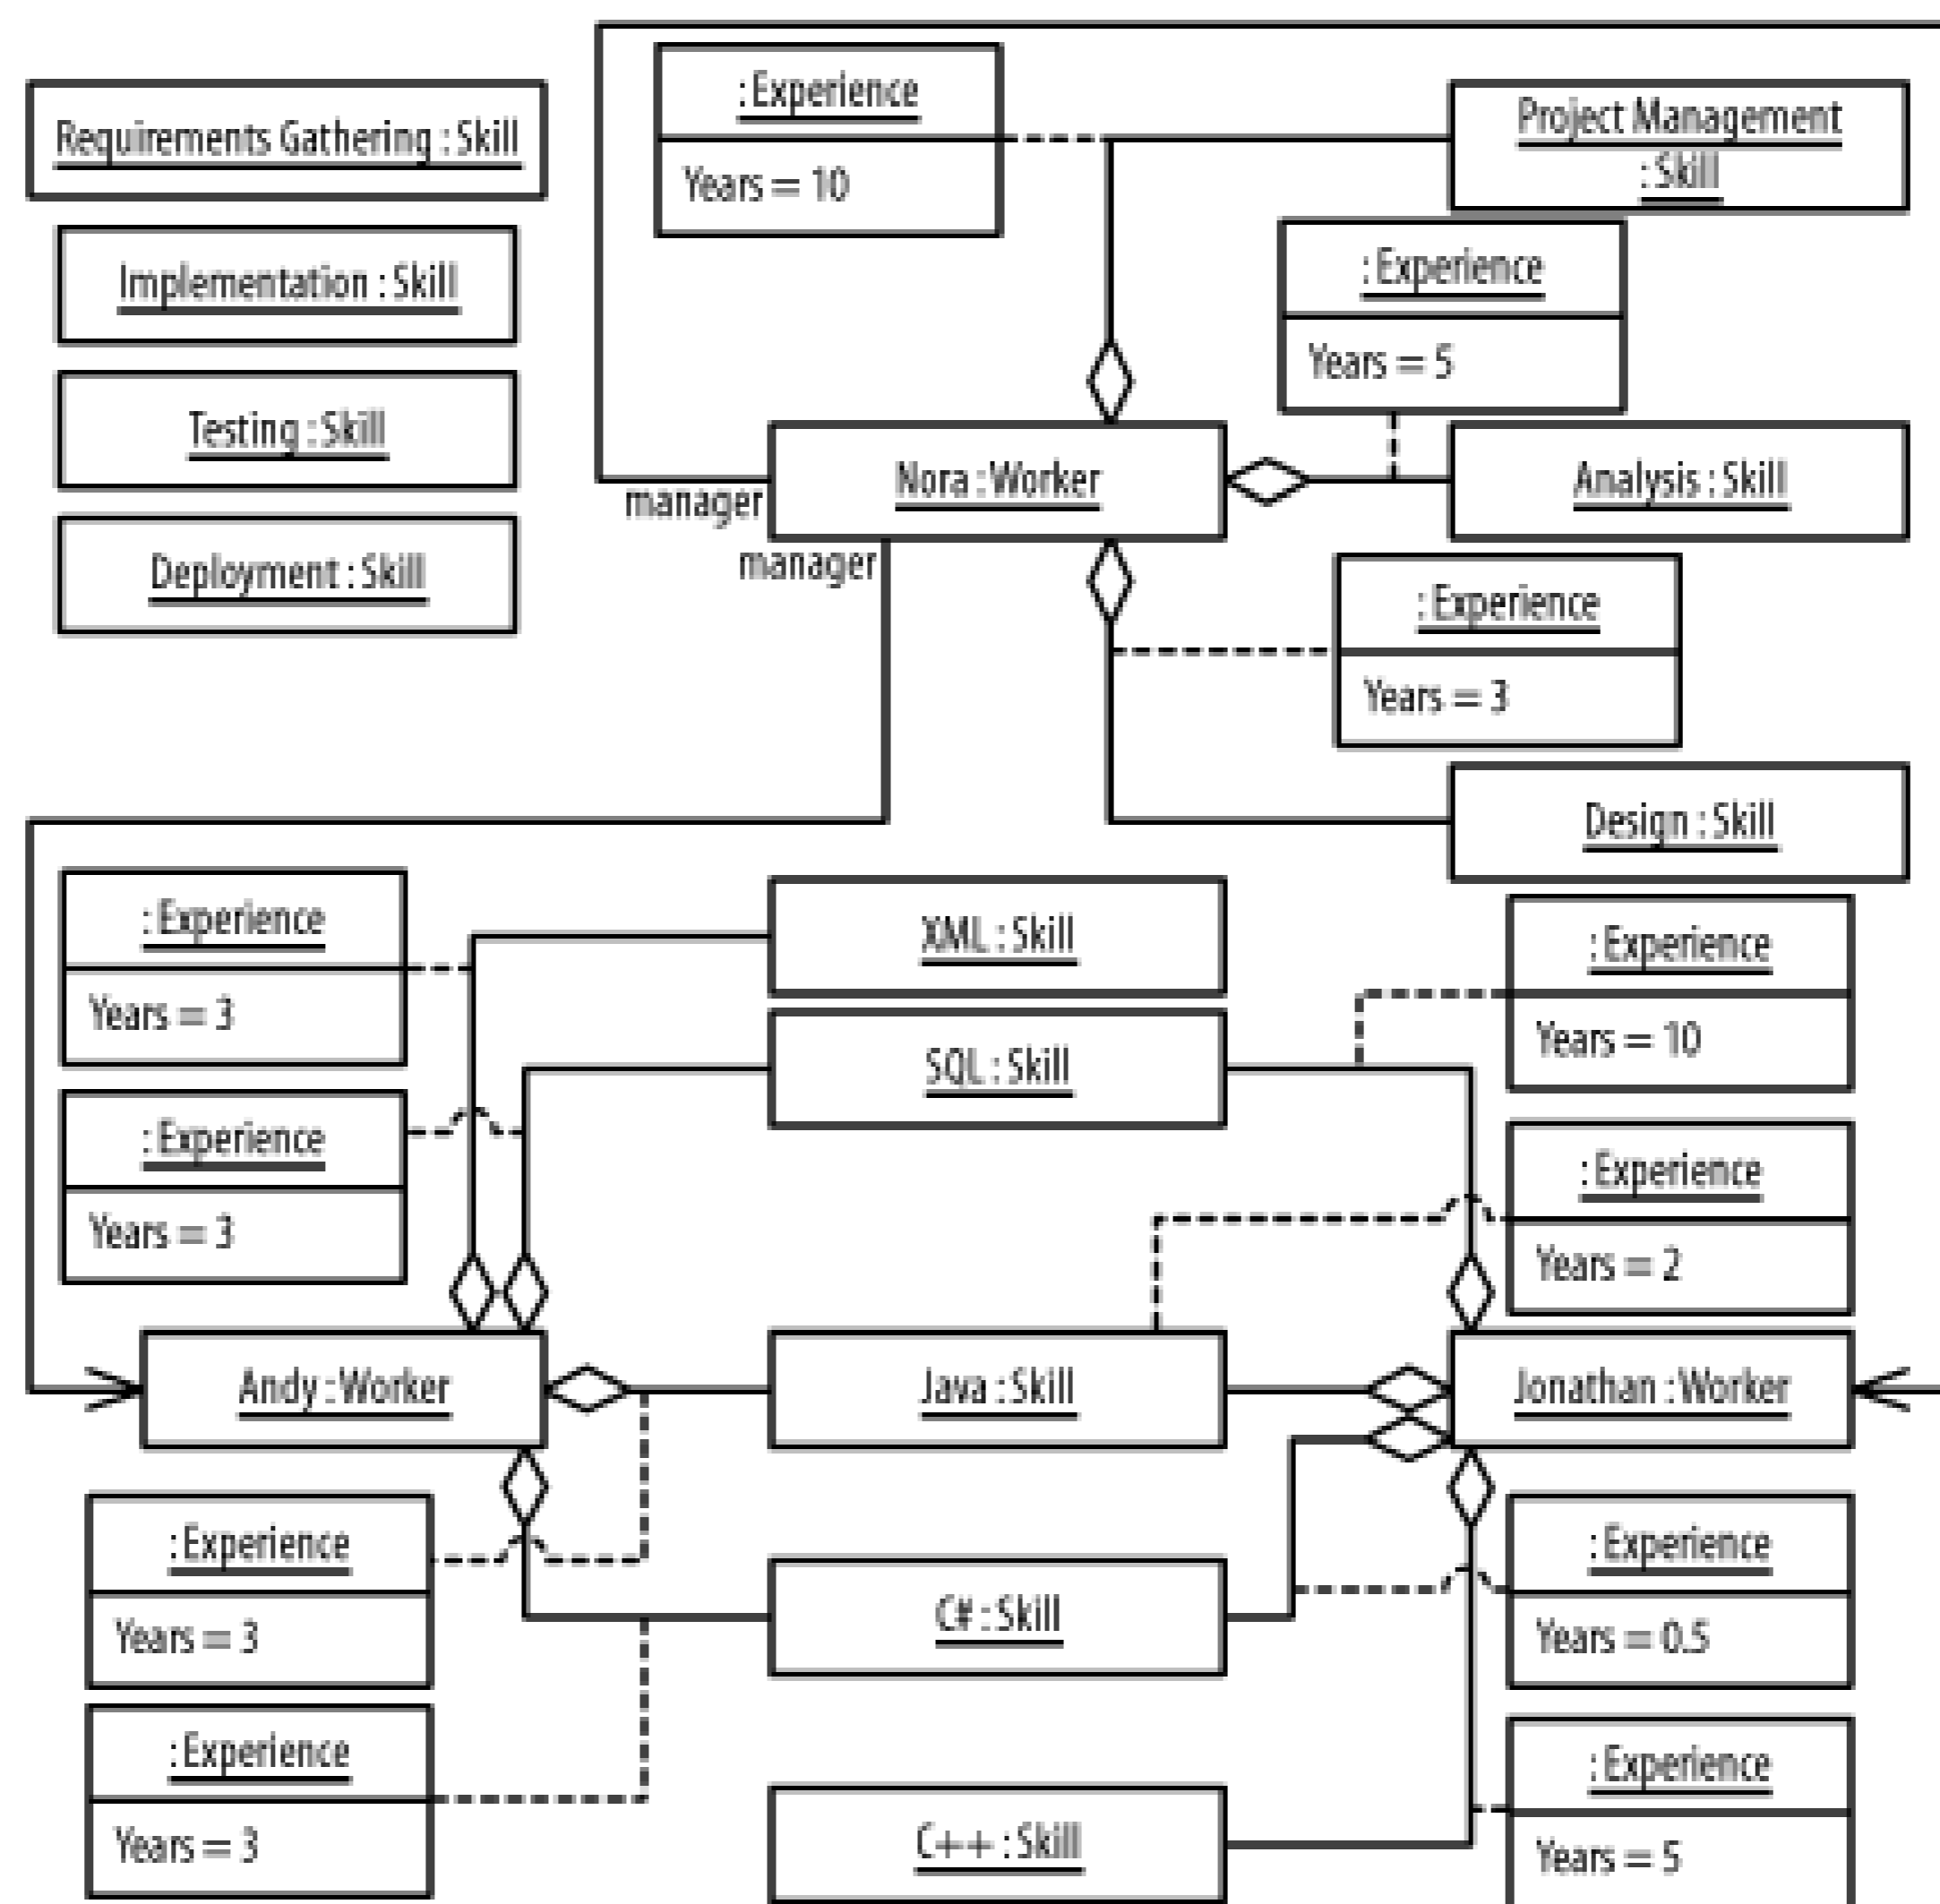 :Experience
Years = 10
Project Management
:Skill
Requirements Gathering :Skill
Implementation :Skill
Testing :Skill
Deployment :Skill
:Experience
Years = 5
manager
Nora :Worker
Analysis :Skill
manager
:Experience
Years = 3
Design :Skill
:Experience
Years = 3
XML :Skill
:Experience
Years = 10
SQL :Skill
:Experience
Years = 3
:Experience
Years = 2
Andy :Worker
Java :Skill
Jonathan :Worker
:Experience
Years = 3
C# :Skill
:Experience
Years = 0.5
:Experience
Years = 3
C++ :Skill
:Experience
Years = 5